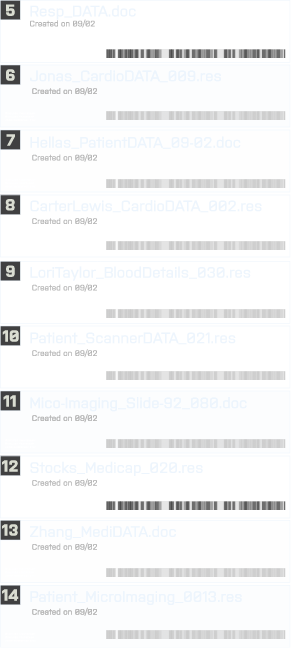 5 Resp_DATA.doc
Created on 09/02
6 Jonas_CardioDATA_009.res
Created on 09/02
7 Helias_PatientDATA_09-02.doc
Created on 09/02
8 CarterLewis_CardioDATA_002.res
Created on 09/02
9 LoriTaylor_BloodDetails_030.res
Created on 09/02
10 Patient_ScannerDATA_021.res
Created on 09/02
11 Mico-imaging_Slide-92_080.doc
Created on 09/02
12 Stocks_Medicap_020.res
Created on 09/02
13 Zhang_MediDATA.doc
Created on 09/02
14 Patient_Microimaging_0013.res
Created on 09/02